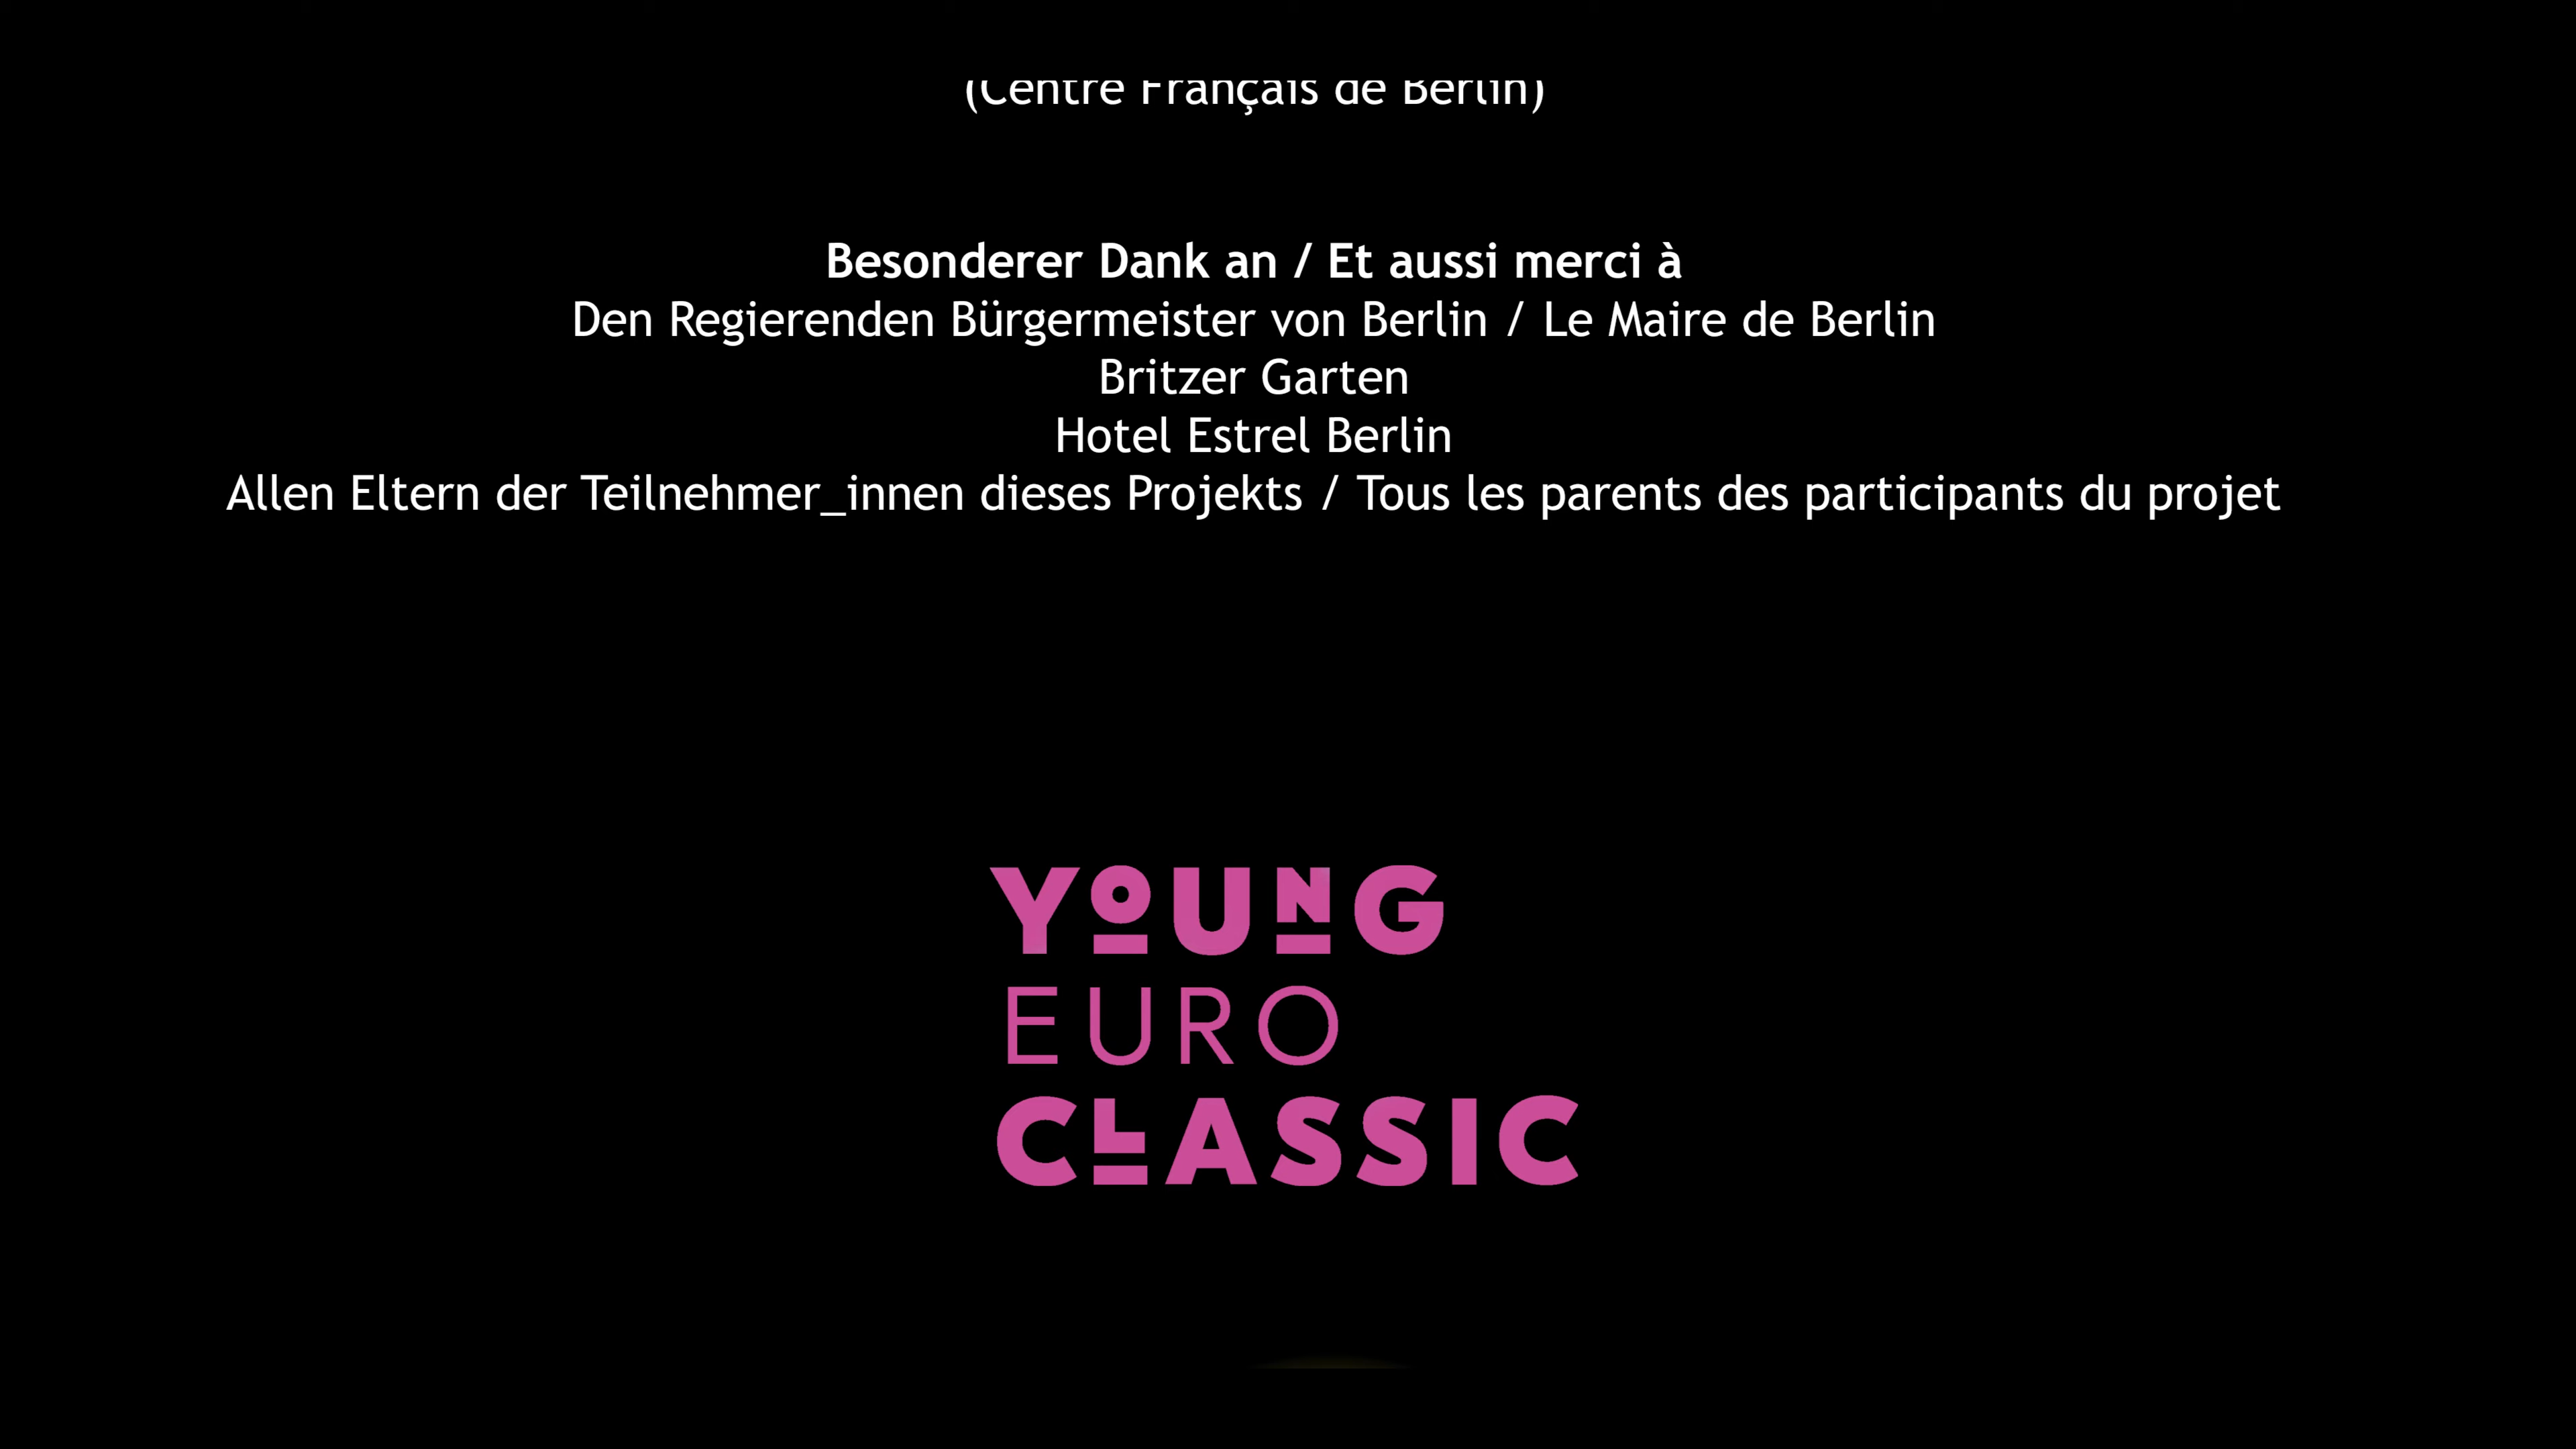 (Centre Français de Berlin)
Besonderer Dank an / Et aussi merci à
Den Regierenden Bürgermeister von Berlin / Le Maire de Berlin
Britzer Garten
Hotel Estrel Berlin
Allen Eltern der Teilnehmer_innen dieses Projekts / Tous les parents des participants du projet
YOUNG
EURO
CLASSIC